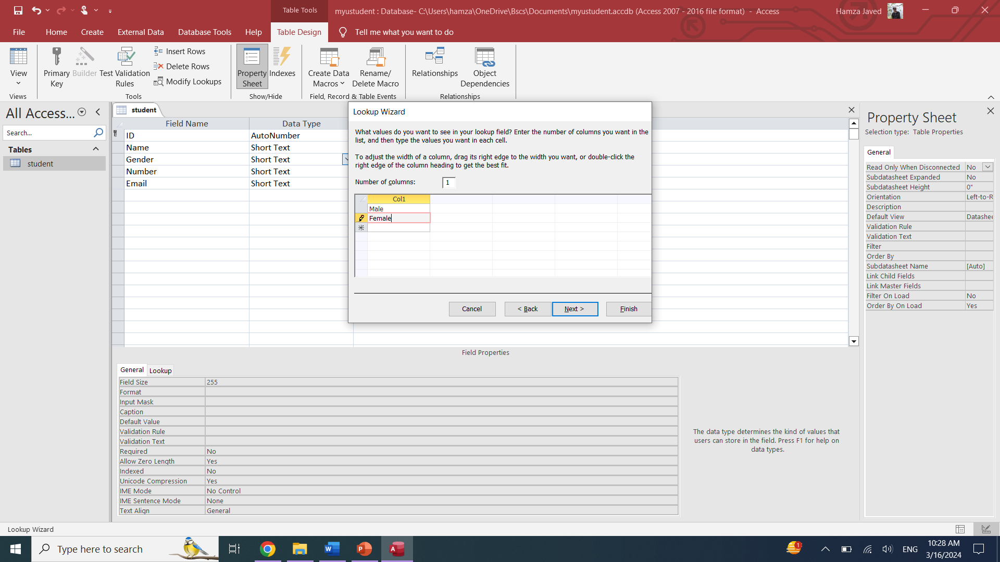 Table Tools
myustudent : Database- C:\Users\hamza\OneDrive\Bscs\Documents\myustudent.accdb (Access 2007 - 2016 file format) - Access
Hamza Javed
File Home Create External Data Database Tools Help Table Design Tell me what you want to do
View
Primary Key
Builder
Test Validation Rules
Insert Rows
Delete Rows
Modify Lookups
Property Sheet
Indexes
Create Data Macros
Rename/ Delete Macro
Relationships
Object Dependencies
Views
Tools
Show/Hide
Field, Record & Table Events
Relationships
All Access...
Search...
Tables
student
student
Field Name Data Type
ID AutoNumber
Name Short Text
Gender Short Text
Number Short Text
Email Short Text
Lookup Wizard
What values do you want to see in your lookup field? Enter the number of columns you want in the
list, and then type the values you want in each cell.
To adjust the width of a column, drag its right edge to the width you want, or double-click the
right edge of the column heading to get the best fit.
Number of columns: 1
Col1
Male
Female
Cancel < Back Next > Finish
Property Sheet
Selection type: Table Properties
General
Read Only When Disconnected No
Subdatasheet Expanded No
Subdatasheet Height 0"
Orientation Left-to-R
Description
Default View Datashee
Validation Rule
Validation Text
Filter
Order By
Subdatasheet Name [Auto]
Link Child Fields
Link Master Fields
Filter On Load No
Order By On Load Yes
Field Properties
General Lookup
Field Size 255
Format
Input Mask
Caption
Default Value
Validation Rule
Validation Text
Required No
Allow Zero Length Yes
Indexed No
Unicode Compression Yes
IME Mode No Control
IME Sentence Mode None
Text Align General
The data type determines the kind of values that
users can store in the field. Press F1 for help on
data types.
Lookup Wizard
Type here to search
1
ENG
10:28 AM
3/16/2024